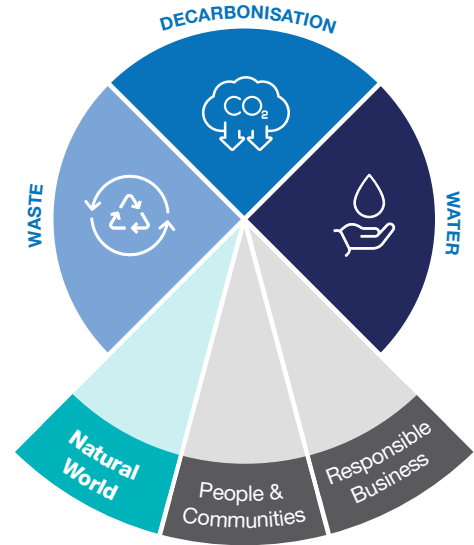 DECARBONISATION
CO₂
WASTE
WATER
Natural
World
People &
Communities
Responsible
Business